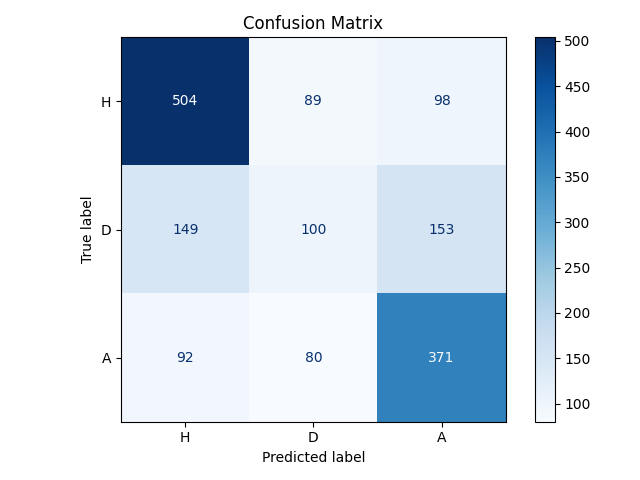 Confusion Matrix
True label
H 504 89 98
D 149 100 153
A 92 80 371
H D A
Predicted label
500
450
400
350
300
250
200
150
100